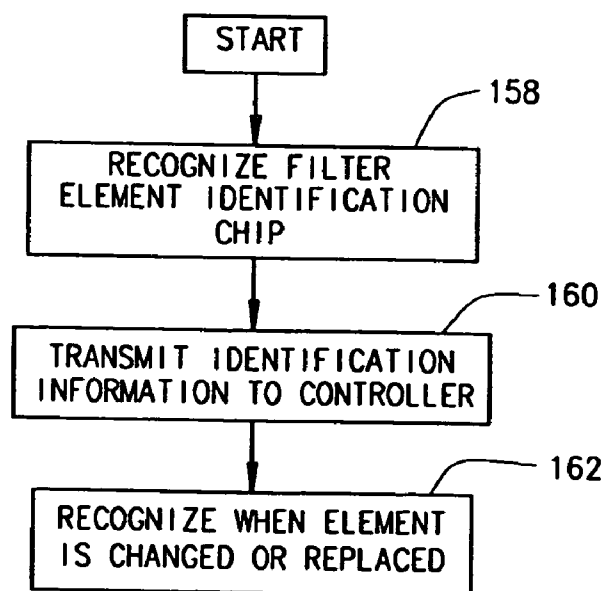 START
158
RECOGNIZE FILTER
ELEMENT IDENTIFICATION
CHIP
160
TRANSMIT IDENTIFICATION
INFORMATION TO CONTROLLER
162
RECOGNIZE WHEN ELEMENT
IS CHANGED OR REPLACED